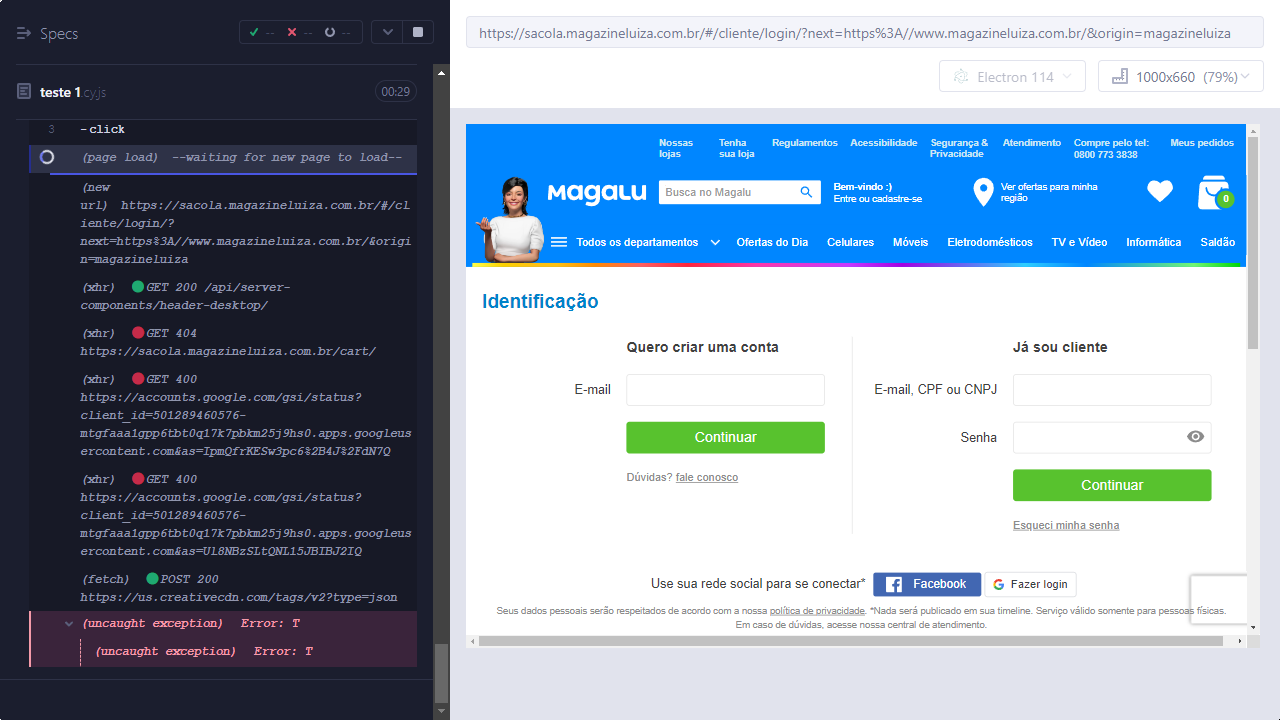 Specs
--
--
--
teste 1 cy.js
00:29
3
-click
(page load) --waiting for new page to load--
(new
url) https://sacola.magazineluiza.com.br/#/cl
iente/login/?
next=https%3A//www.magazineluiza.com.br/&orig
in=magazineluiza
(xhr) GET 200 /api/server-
components/header-desktop/
(xhr) GET 404
https://sacola.magazineluiza.com.br/cart/
(xhr) GET 400
https://accounts.google.com/gsi/status?
client_id=501289460576-
mtgfaaa1gpp6tbt0q17k7pbkm25j9hs0.apps.googleus
ercontent.com&as=IpmQfrKESw3pc6%2B4J%2FdN7Q
(xhr) GET 400
https://accounts.google.com/gsi/status?
client_id=501289460576-
mtgfaaa1gpp6tbt0q17k7pbkm25j9hs0.apps.googleus
ercontent.com&as=Ul8NBzSLtQNL15JBIBJ2IQ
(fetch) POST 200
https://us.creativecdn.com/tags/v2?type=json
(uncaught exception) Error: T
(uncaught exception) Error: T
https://sacola.magazineluiza.com.br/#/cliente/login/?next=https%3A//www.magazineluiza.com.br/&origin=magazineluiza
Electron 114
1000x660 (79%)
Nossas
lojas
Tenha
sua loja
Regulamentos
Acessibilidade
Segurança &
Privacidade
Atendimento
Compre pelo tel:
0800 773 3838
Meus pedidos
MAGALU
Busca no Magalu
Bem-vindo :)
Entre ou cadastre-se
Ver ofertas para minha
região
0
Todos os departamentos
Ofertas do Dia
Celulares
Móveis
Eletrodomésticos
TV e Vídeo
Informática
Saldão
Identificação
Quero criar uma conta
E-mail
Continuar
Dúvidas? fale conosco
Já sou cliente
E-mail, CPF ou CNPJ
Senha
Continuar
Esqueci minha senha
Use sua rede social para se conectar*
Facebook
Fazer login
Seus dados pessoais serão respeitados de acordo com a nossa política de privacidade. *Nada será publicado em sua timeline. Serviço válido somente para pessoas físicas.
Em caso de dúvidas, acesse nossa central de atendimento.